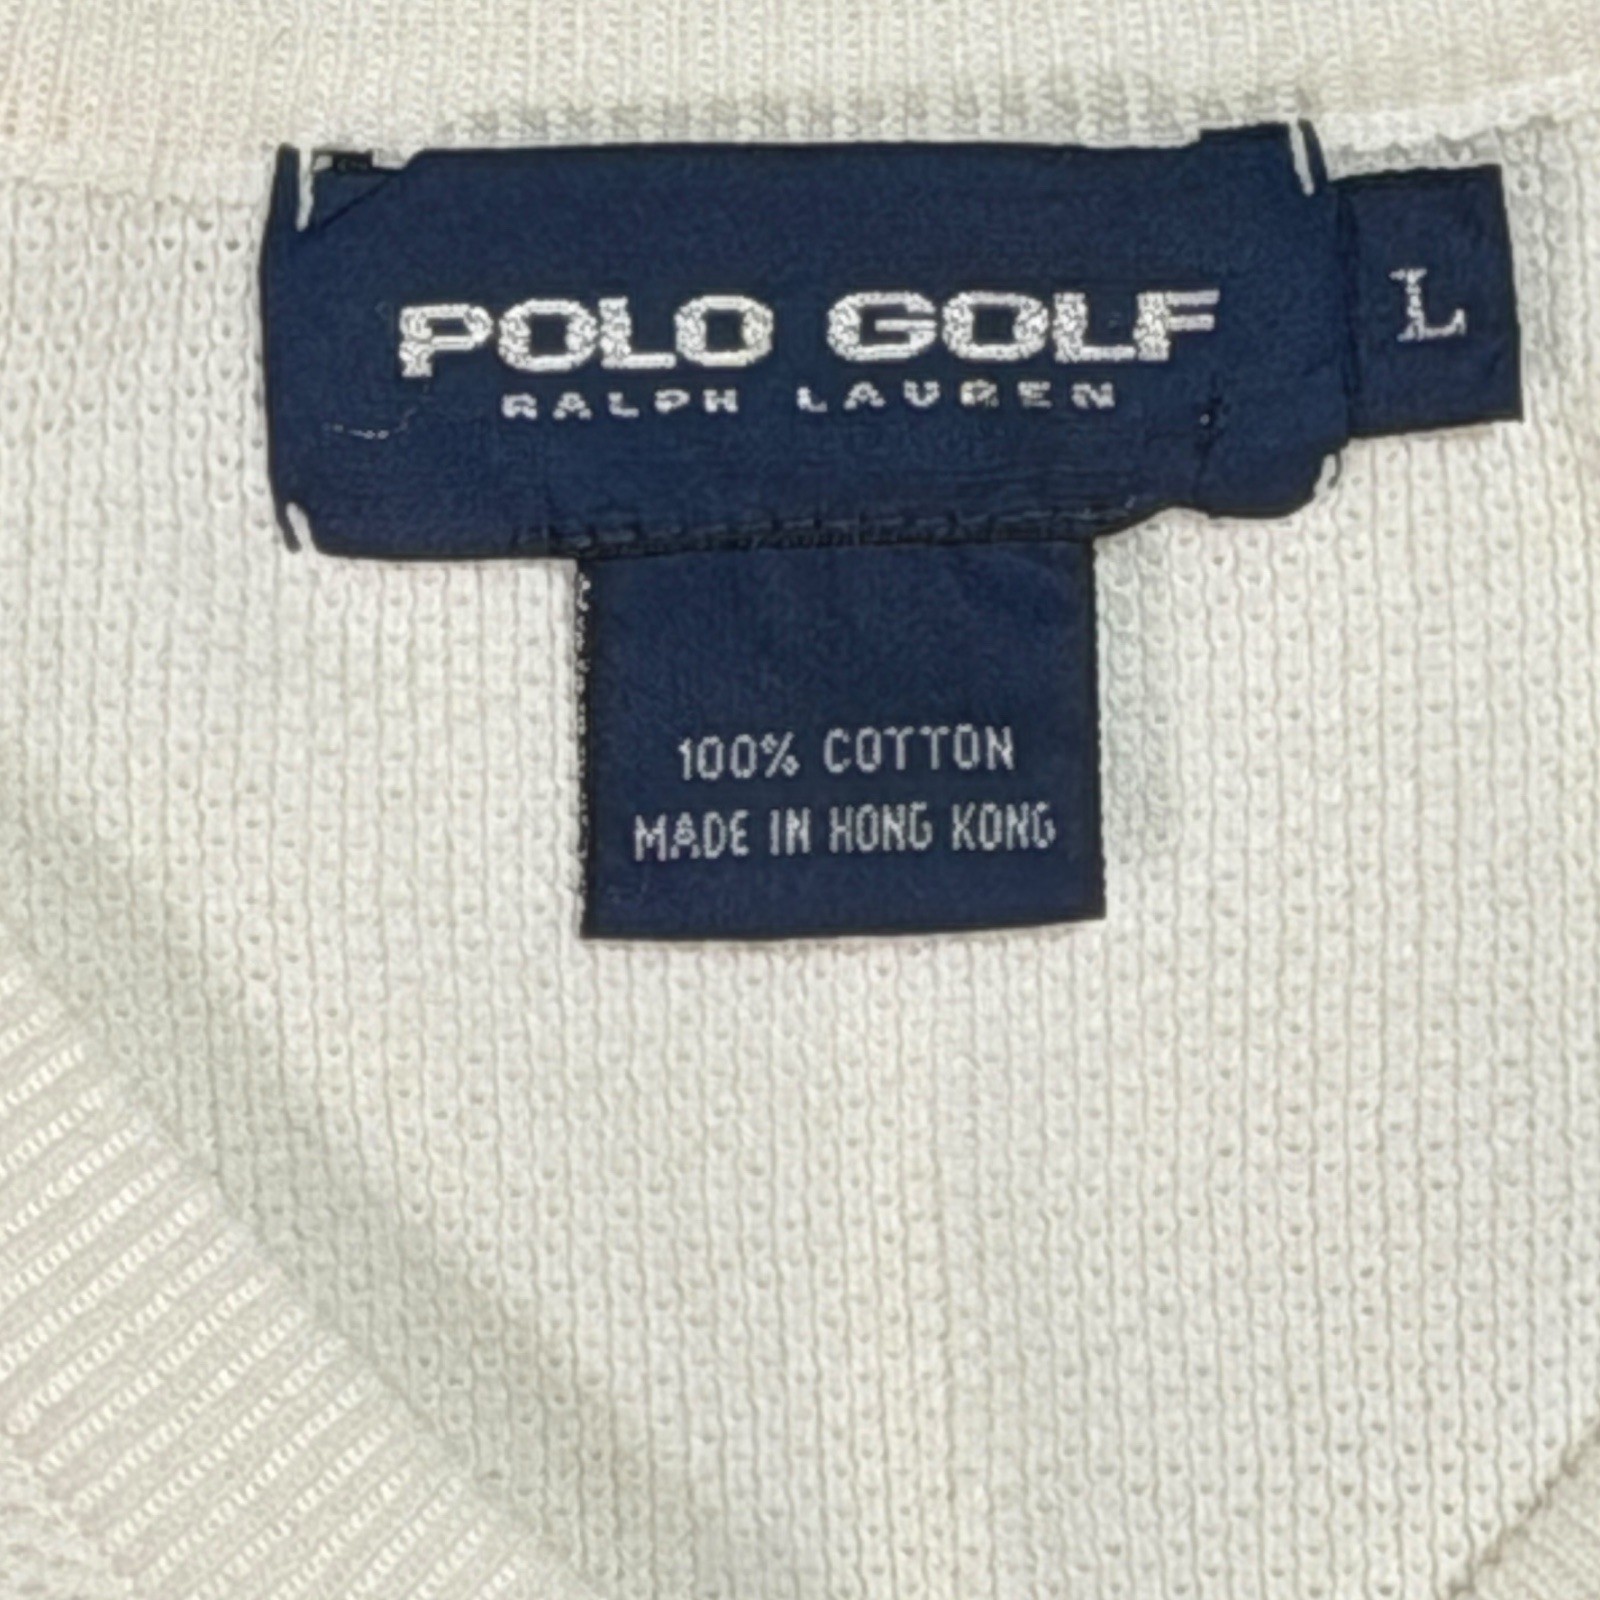 POLO GOLF
RALPH LAUREN
L
100% COTTON
MADE IN HONG KONG